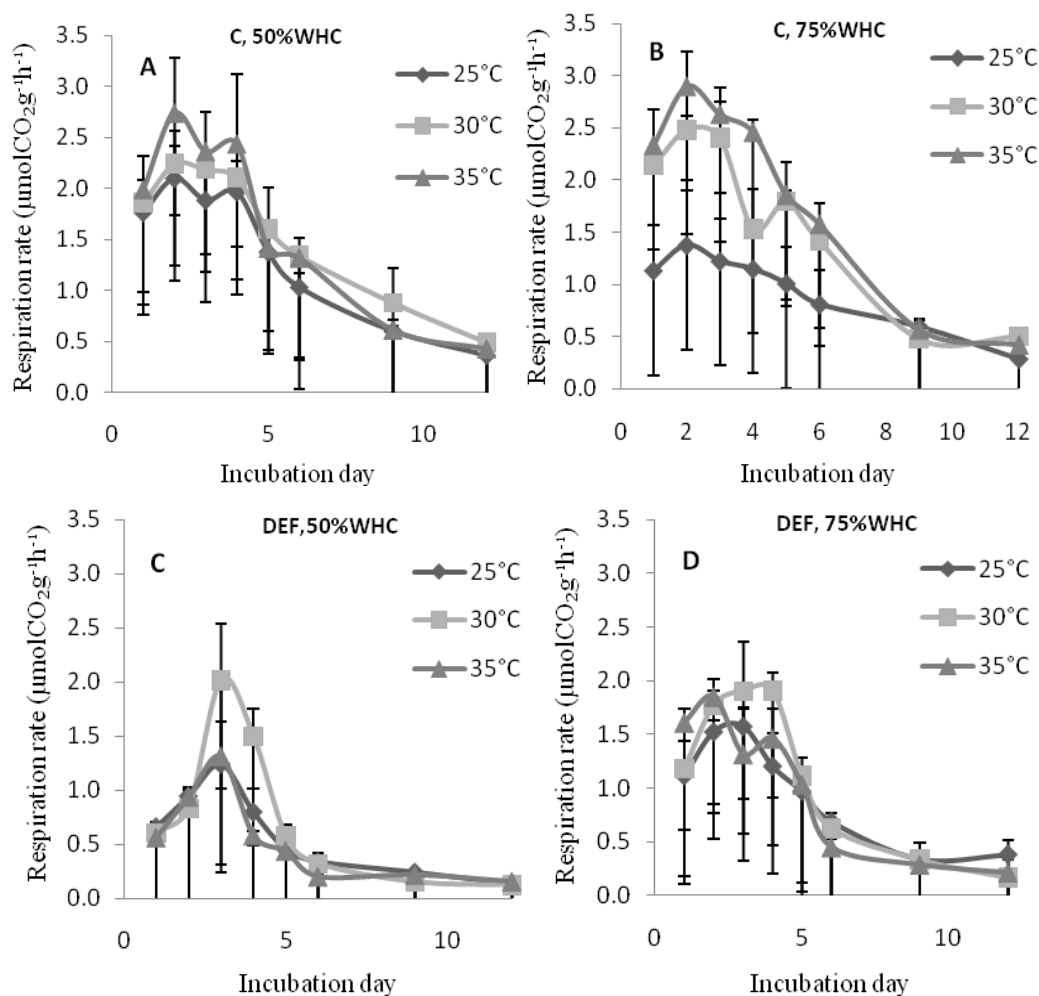 C, 50%WHC
A
Respiration rate (µmolCO₂g⁻¹h⁻¹)
3.5
3.0
2.5
2.0
1.5
1.0
0.5
0.0
0 5 10
Incubation day
25°C
30°C
35°C
C, 75%WHC
B
Respiration rate (µmolCO₂g⁻¹h⁻¹)
3.5
3.0
2.5
2.0
1.5
1.0
0.5
0.0
0 2 4 6 8 10 12
Incubation day
25°C
30°C
35°C
DEF, 50%WHC
C
Respiration rate (µmolCO₂g⁻¹h⁻¹)
3.5
3.0
2.5
2.0
1.5
1.0
0.5
0.0
0 5 10
Incubation day
25°C
30°C
35°C
DEF, 75%WHC
D
Respiration rate (µmolCO₂g⁻¹h⁻¹)
3.5
3.0
2.5
2.0
1.5
1.0
0.5
0.0
0 5 10
Incubation day
25°C
30°C
35°C